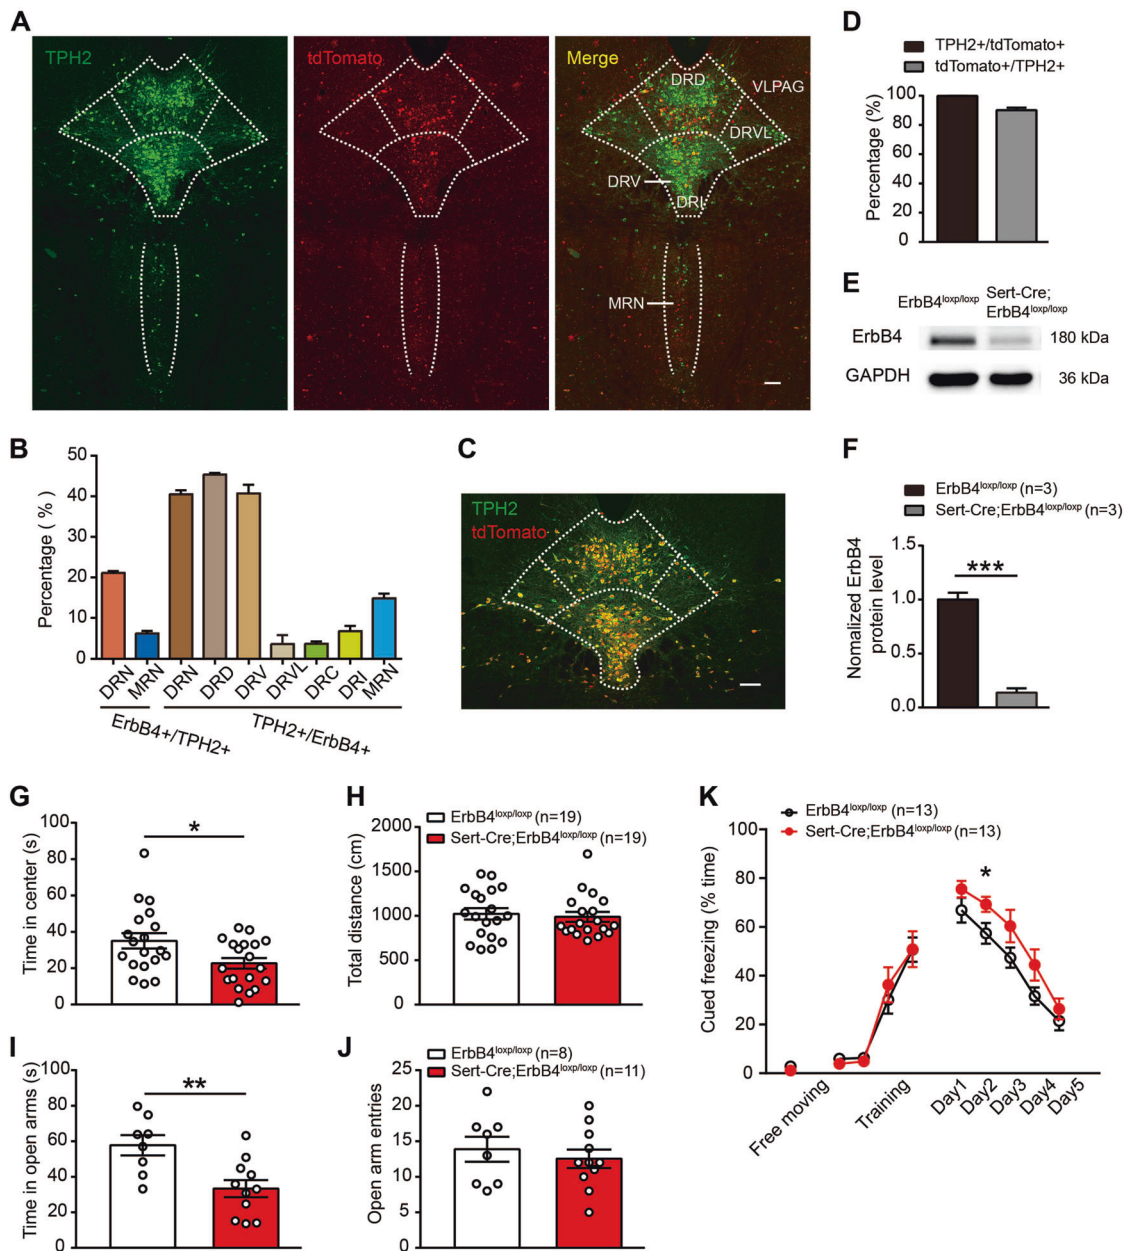 A
TPH2
tdTomato
Merge
DRD
VLPAG
DRVL
DRV
DRI
MRN
D
TPH2+/tdTomato+
tdTomato+/TPH2+
Percentage (%)
100
80
60
40
20
0
E
ErbB4loxp/loxp
Sert-Cre;
ErbB4loxp/loxp
ErbB4
180 kDa
GAPDH
36 kDa
B
Percentage ( % )
50
40
30
20
10
0
DRN
MRN
DRN
DRD
DRV
DRVL
DRC
DRI
MRN
ErbB4+/TPH2+
TPH2+/ErbB4+
C
TPH2
tdTomato
F
ErbB4loxp/loxp (n=3)
Sert-Cre;ErbB4loxp/loxp (n=3)
Nomalized ErbB4
protein level
1.5
1.0
0.5
0.0
***
G
Time in center (s)
100
80
60
40
20
0
*
H
ErbB4loxp/loxp (n=19)
Sert-Cre;ErbB4loxp/loxp (n=19)
Total distance (cm)
2000
1500
1000
500
0
I
Time in open arms (s)
100
80
60
40
20
0
**
J
ErbB4loxp/loxp (n=8)
Sert-Cre;ErbB4loxp/loxp (n=11)
Open arm entries
25
20
15
10
5
0
K
ErbB4loxp/loxp (n=13)
Sert-Cre;ErbB4loxp/loxp (n=13)
Cued freezing (% time)
100
80
60
40
20
0
*
Free moving
Training
Day1
Day2
Day3
Day4
Day5